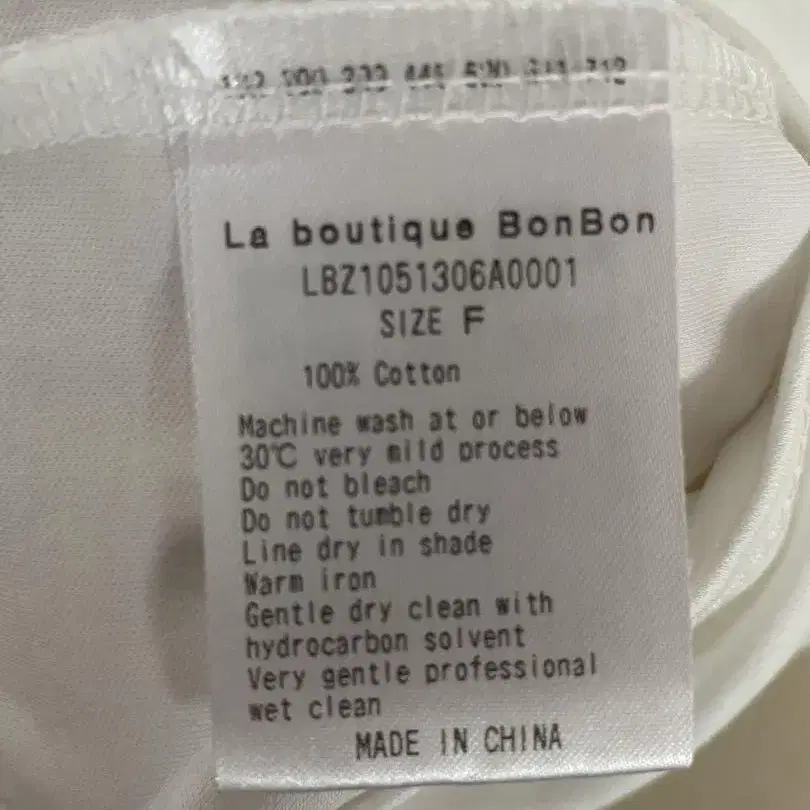 La boutique BonBon
LBZ1051306A0001
SIZE F
100% Cotton
Machine wash at or below
30℃ very mild process
Do not bleach
Do not tumble dry
Line dry in shade
Warm iron
Gentle dry clean with
hydrocarbon solvent
Very gentle professional
wet clean
MADE IN CHINA